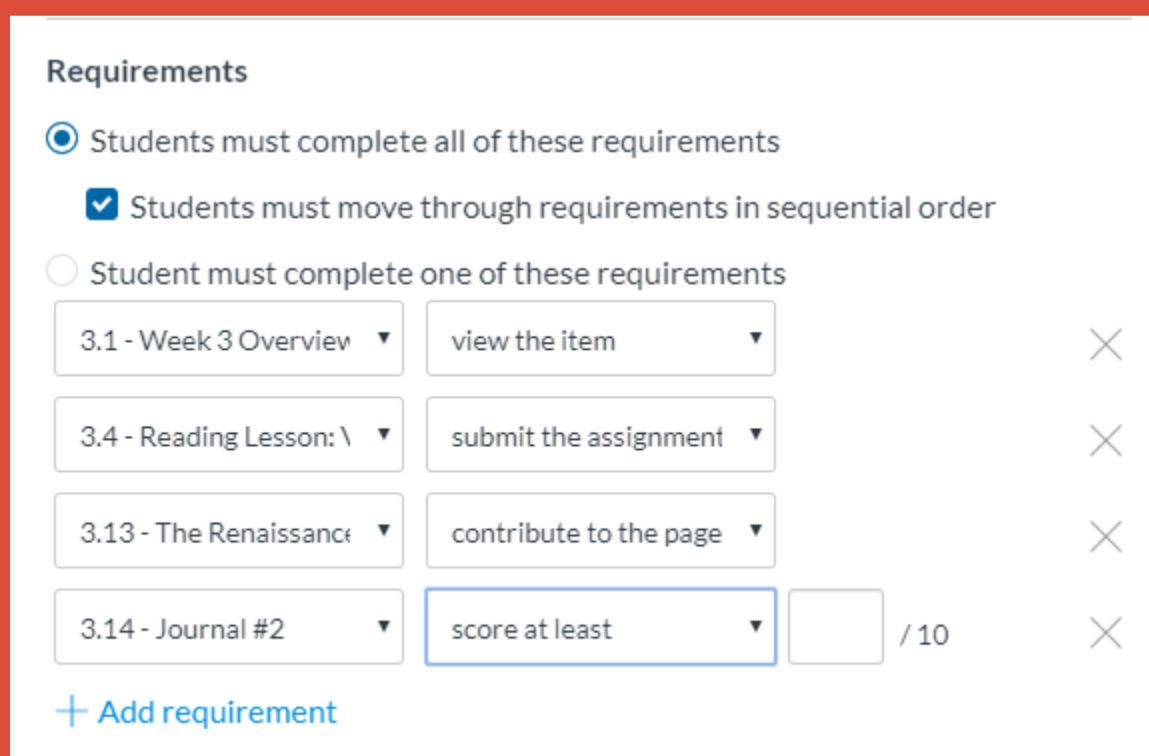 Requirements
Students must complete all of these requirements
Students must move through requirements in sequential order
Student must complete one of these requirements
3.1 - Week 3 Overview view the item
3.4 - Reading Lesson: submit the assignment
3.13 - The Renaissance contribute to the page
3.14 - Journal #2 score at least / 10
+ Add requirement